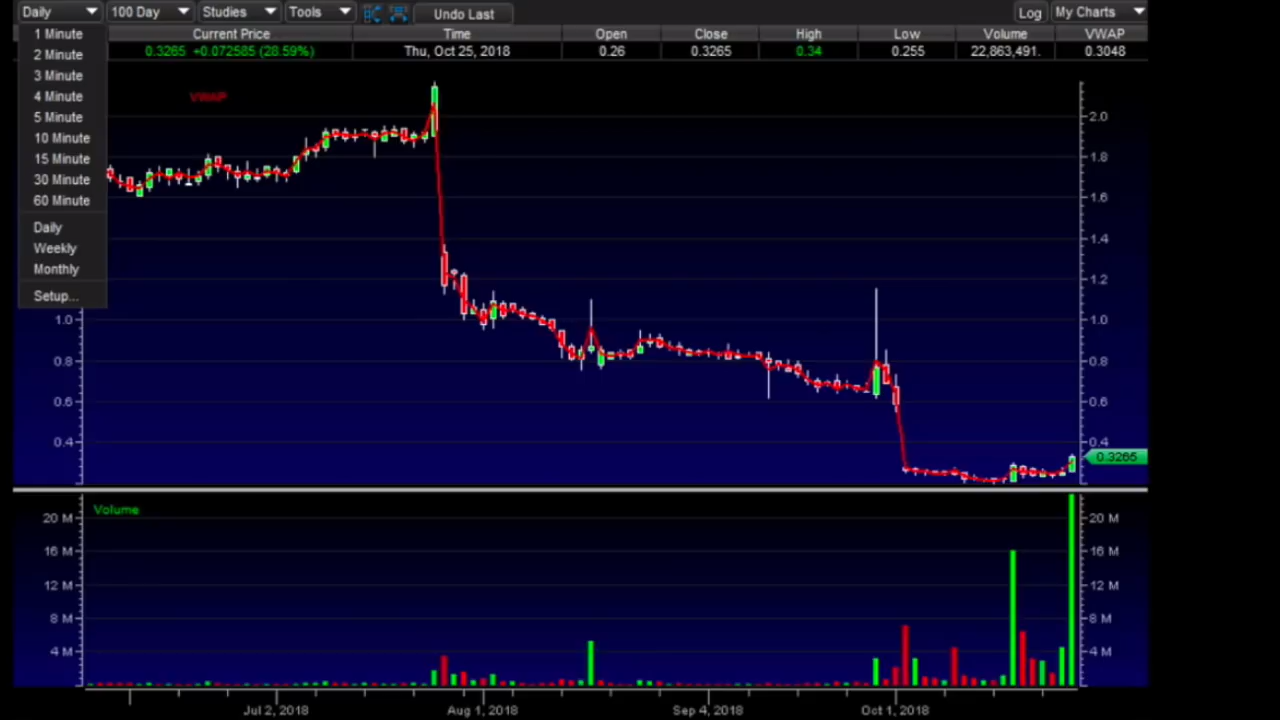 Daily 100 Day Studies Tools Undo Last Log My Charts
1 Minute
2 Minute
3 Minute
4 Minute
5 Minute
10 Minute
15 Minute
30 Minute
60 Minute
Daily
Weekly
Monthly
Setup...
Current Price Time Open Close High Low Volume VWAP
0.3265 +0.072585 (28.59%) Thu, Oct 25, 2018 0.26 0.3265 0.34 0.255 22,863,491. 0.3048
VWAP
2.0
1.8
1.6
1.4
1.2
1.0 1.0
0.8 0.8
0.6 0.6
0.4 0.4
0.3265
Volume
20 M 20 M
16 M 16 M
12 M 12 M
8 M 8 M
4 M 4 M
Jul 2, 2018 Aug 1, 2018 Sep 4, 2018 Oct 1, 2018